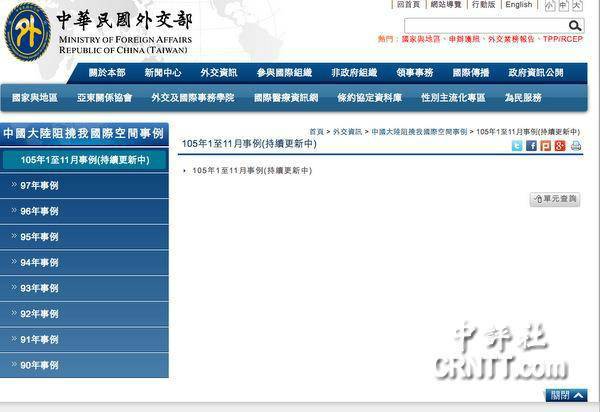 回首頁 網站導覽 行動版 English 小 中 大
中華民國外交部
MINISTRY OF FOREIGN AFFAIRS
REPUBLIC OF CHINA (TAIWAN)
熱門：國家與地區、申辦護照、外交業務報告、TPP/RCEP
關於本部 新聞中心 外交資訊 參與國際組織 非政府組織 領事事務 國際傳播 政府資訊公開
國家與地區 亞東關係協會 外交及國際事務學院 國際醫療資訊網 條約協定資料庫 性別主流化專區 為民服務
中國大陸阻撓我國際空間事例
105年1至11月事例(持續更新中)
97年事例
96年事例
95年事例
94年事例
93年事例
92年事例
91年事例
90年事例
首頁 > 外交資訊 > 中國大陸阻撓我國際空間事例 > 105年1至11月事例(持續更新中)
105年1至11月事例(持續更新中)
105年1至11月事例(持續更新中)
單元查詢
中評社
CRNTT.com
關閉